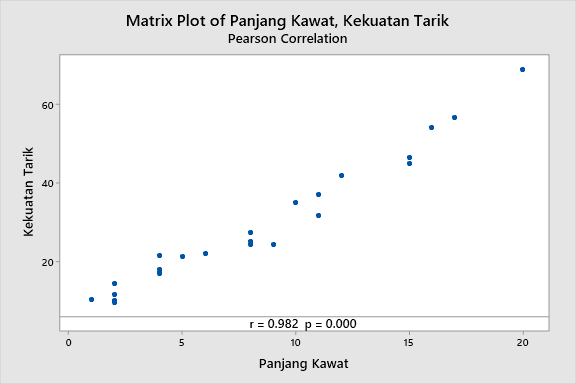 Matrix Plot of Panjang Kawat, Kekuatan Tarik
Pearson Correlation
Kekuatan Tarik
60
40
20
r = 0.982 p = 0.000
0 5 10 15 20
Panjang Kawat